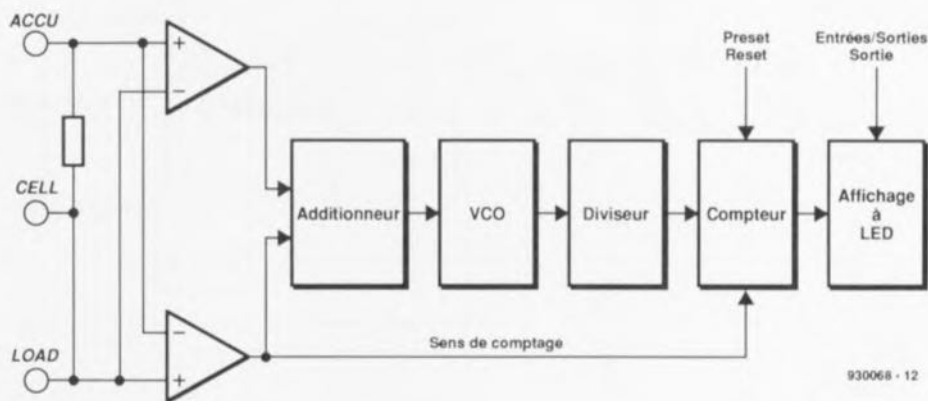 ACCU
CELL
LOAD
+
−
−
+
Additionneur
VCO
Diviseur
Compteur
Affichage
à
LED
Preset
Reset
Entrées/Sorties
Sortie
Sens de comptage
930068 - 12